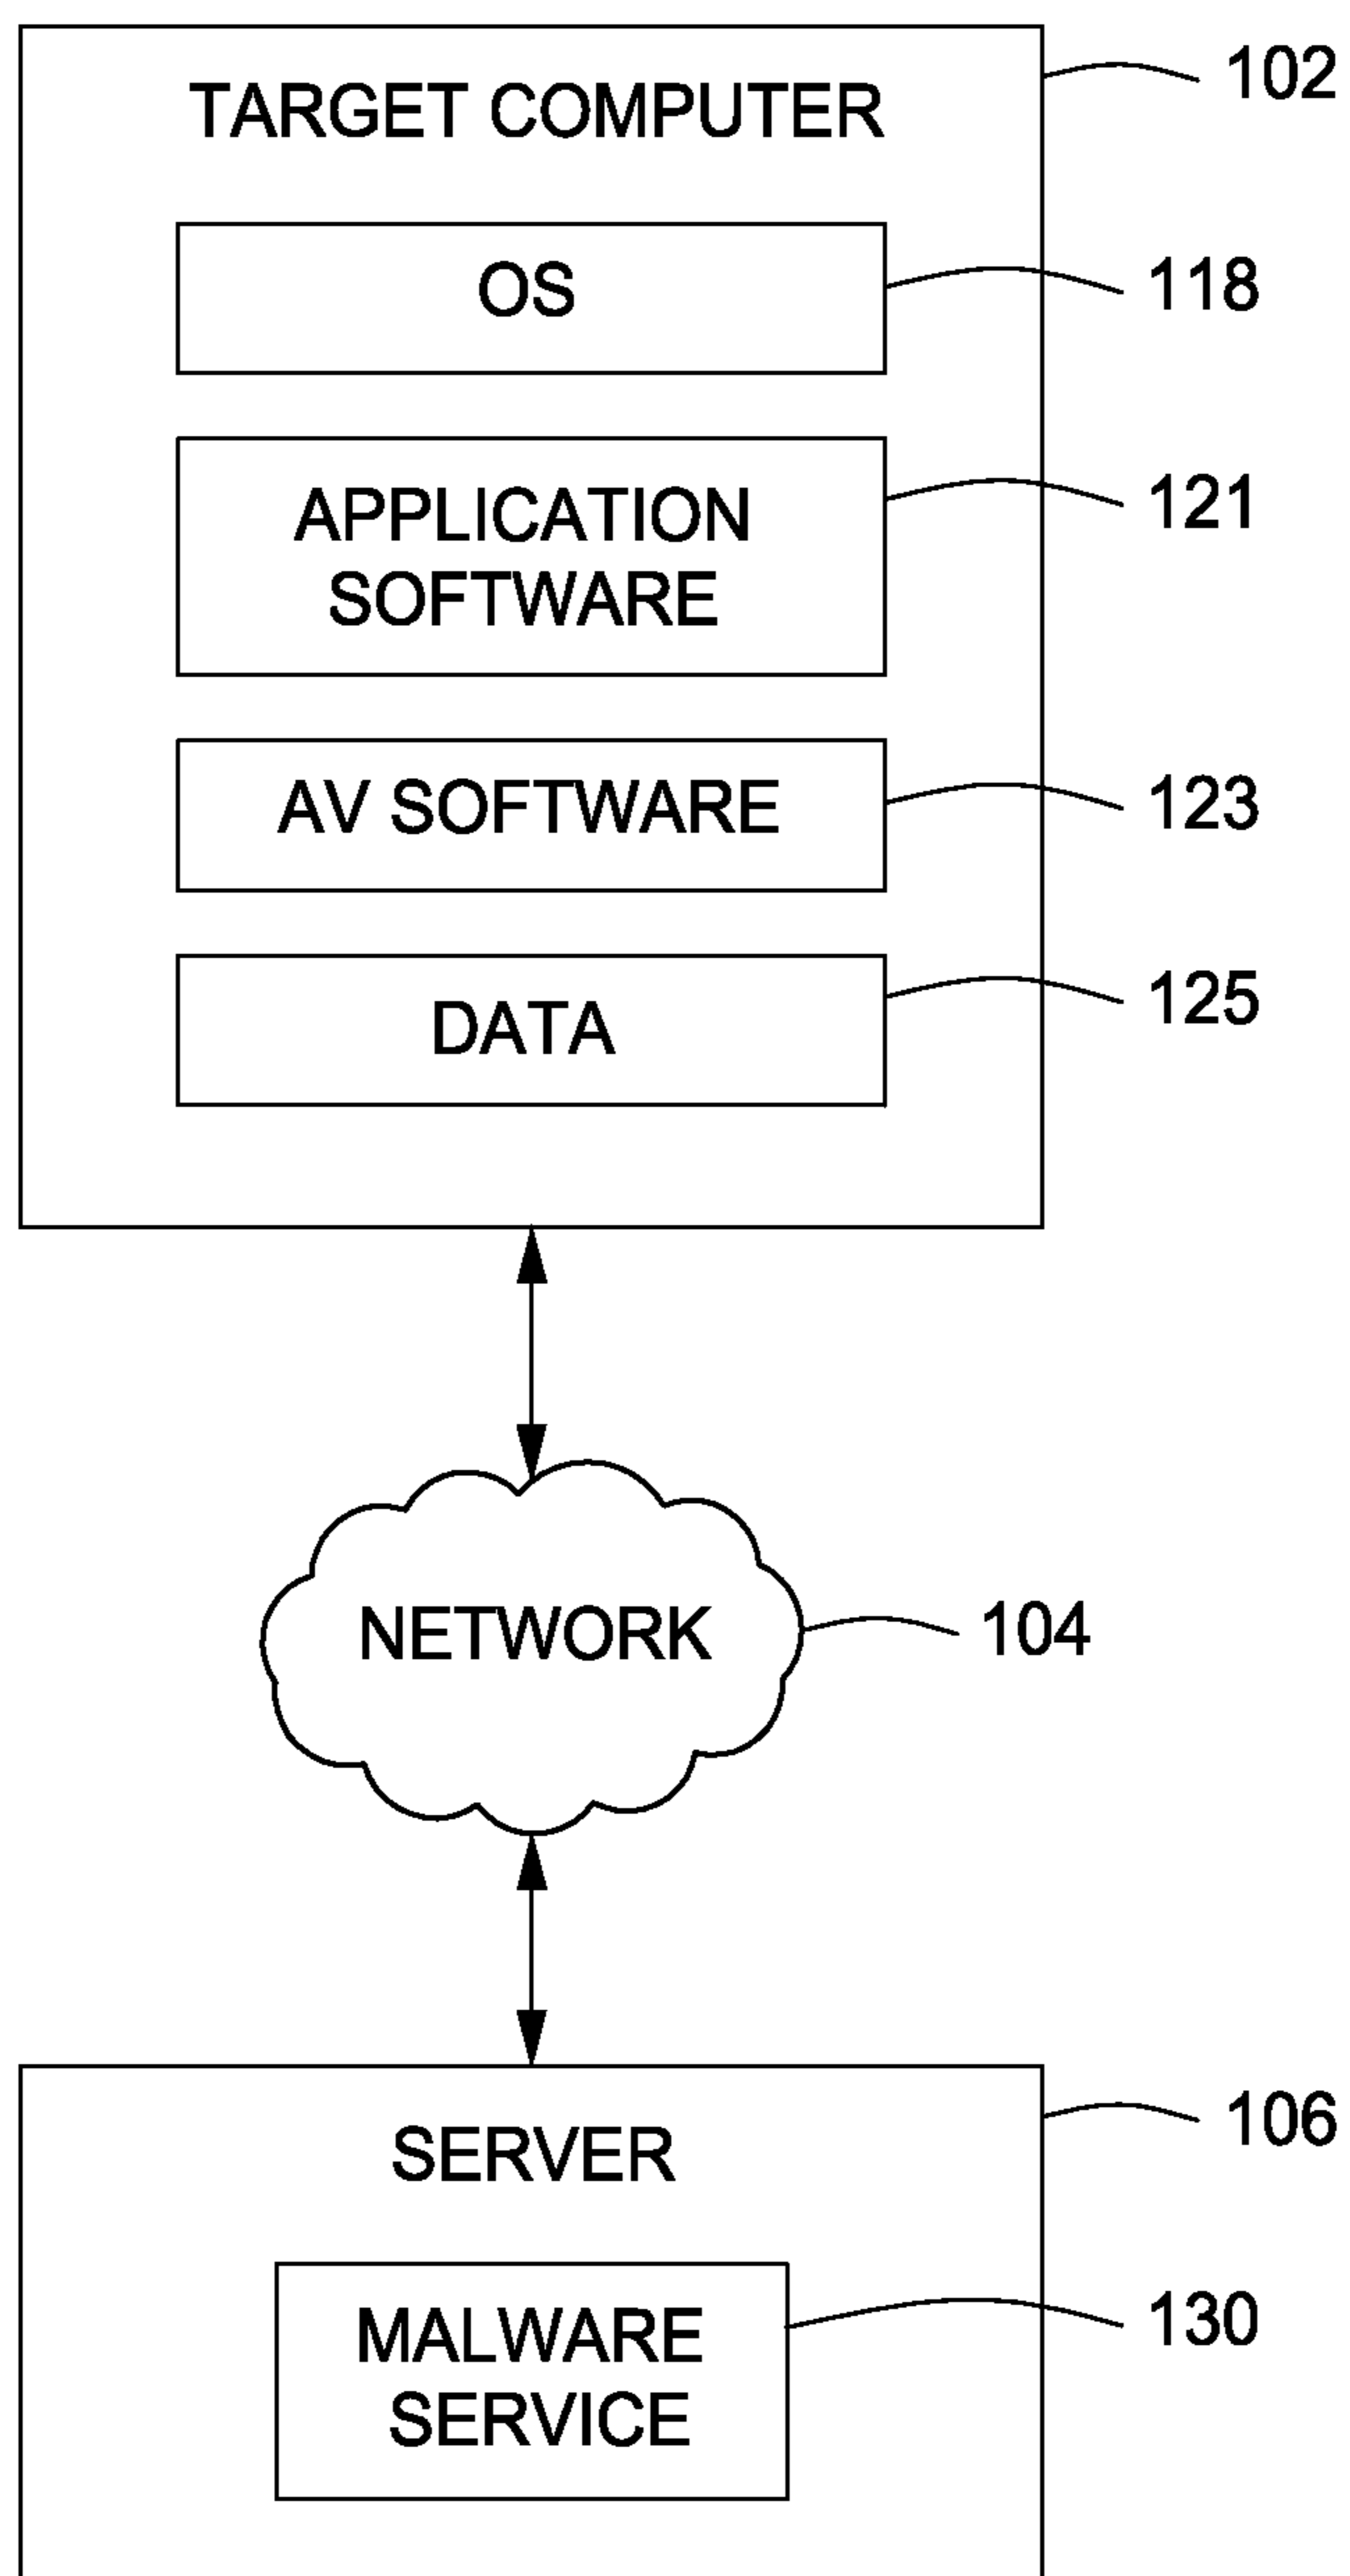 TARGET COMPUTER
102
OS
118
APPLICATION
SOFTWARE
121
AV SOFTWARE
123
DATA
125
NETWORK
104
SERVER
106
MALWARE
SERVICE
130